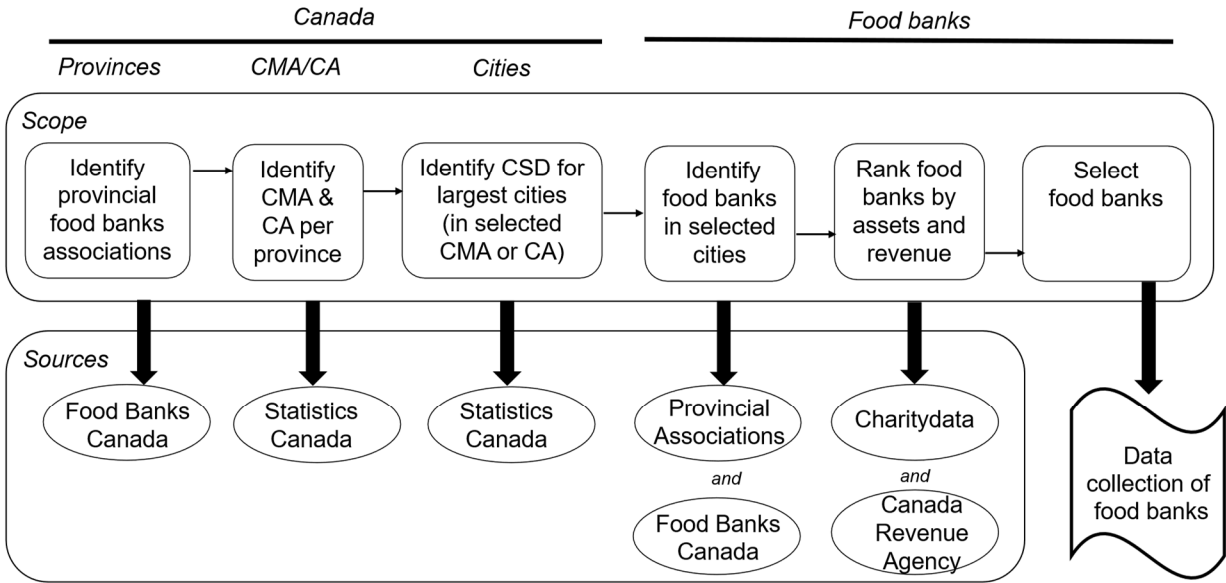 Canada
Food banks
Provinces
CMA/CA
Cities
Scope
Identify
provincial
food banks
associations
Identify
CMA &
CA per
province
Identify CSD for
largest cities
(in selected
CMA or CA)
Identify
food banks
in selected
cities
Rank food
banks by
assets and
revenue
Select
food banks
Sources
Food Banks
Canada
Statistics
Canada
Statistics
Canada
Provincial
Associations
and
Food Banks
Canada
Charitydata
and
Canada
Revenue
Agency
Data
collection of
food banks